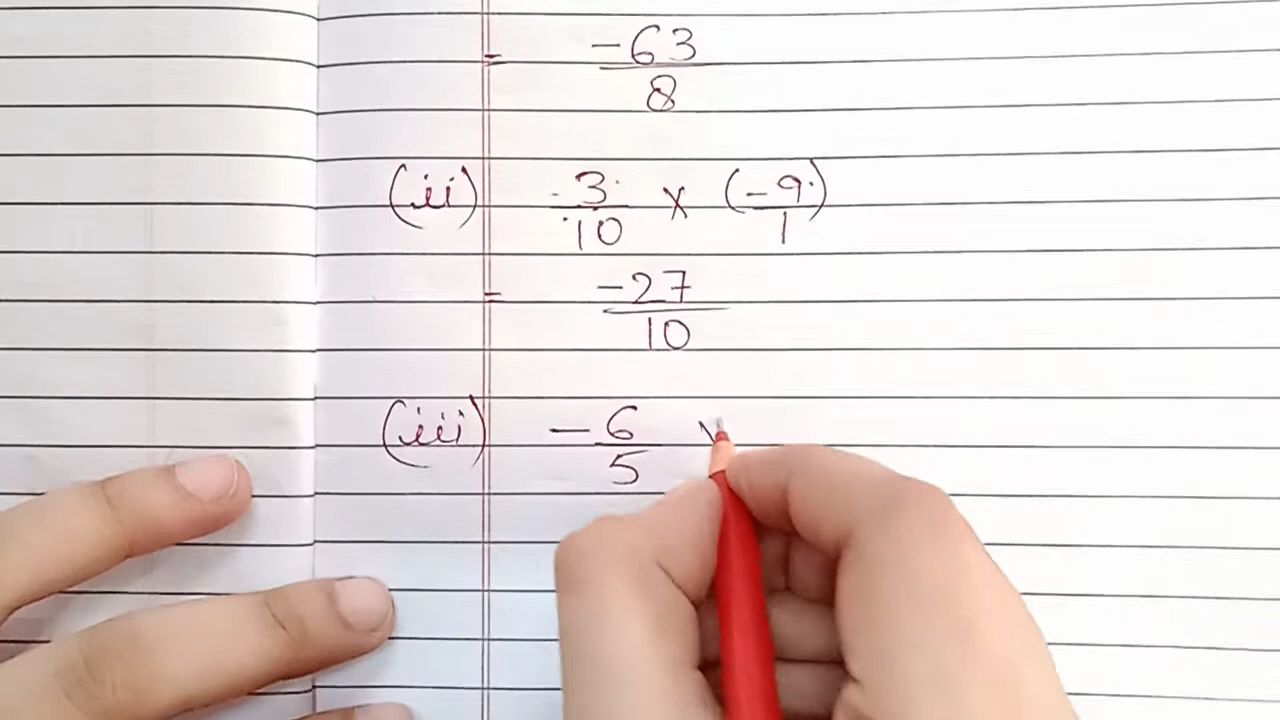 = -63/8
(ii) 3/10 × (-9/1)
= -27/10
(iii) -6/5